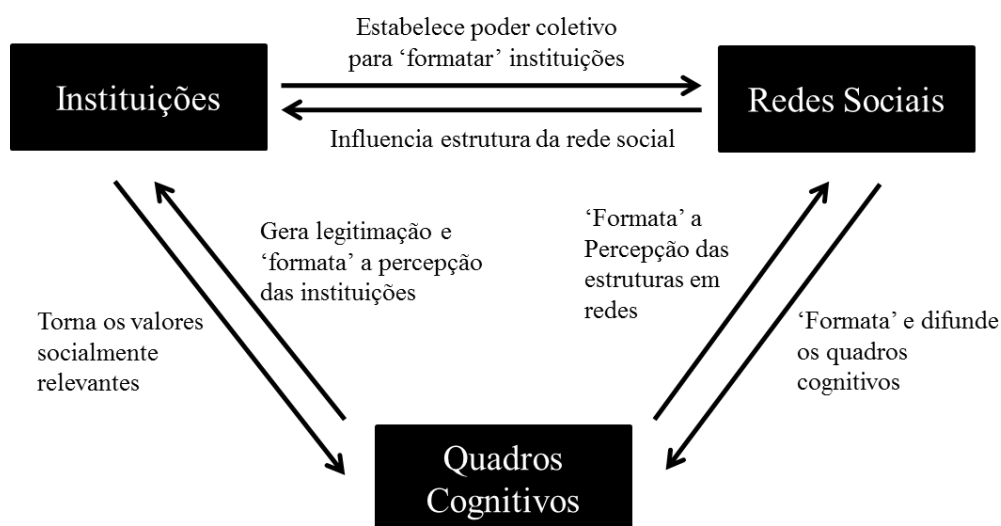 Estabelece poder coletivo
para ‘formatar’ instituições
Instituições
Redes Sociais
Influencia estrutura da rede social
Gera legitimação e
‘formata’ a percepção
das instituições
‘Formata’ a
Percepção das
estruturas em
redes
Torna os valores
socialmente
relevantes
‘Formata’ e difunde
os quadros
cognitivos
Quadros
Cognitivos